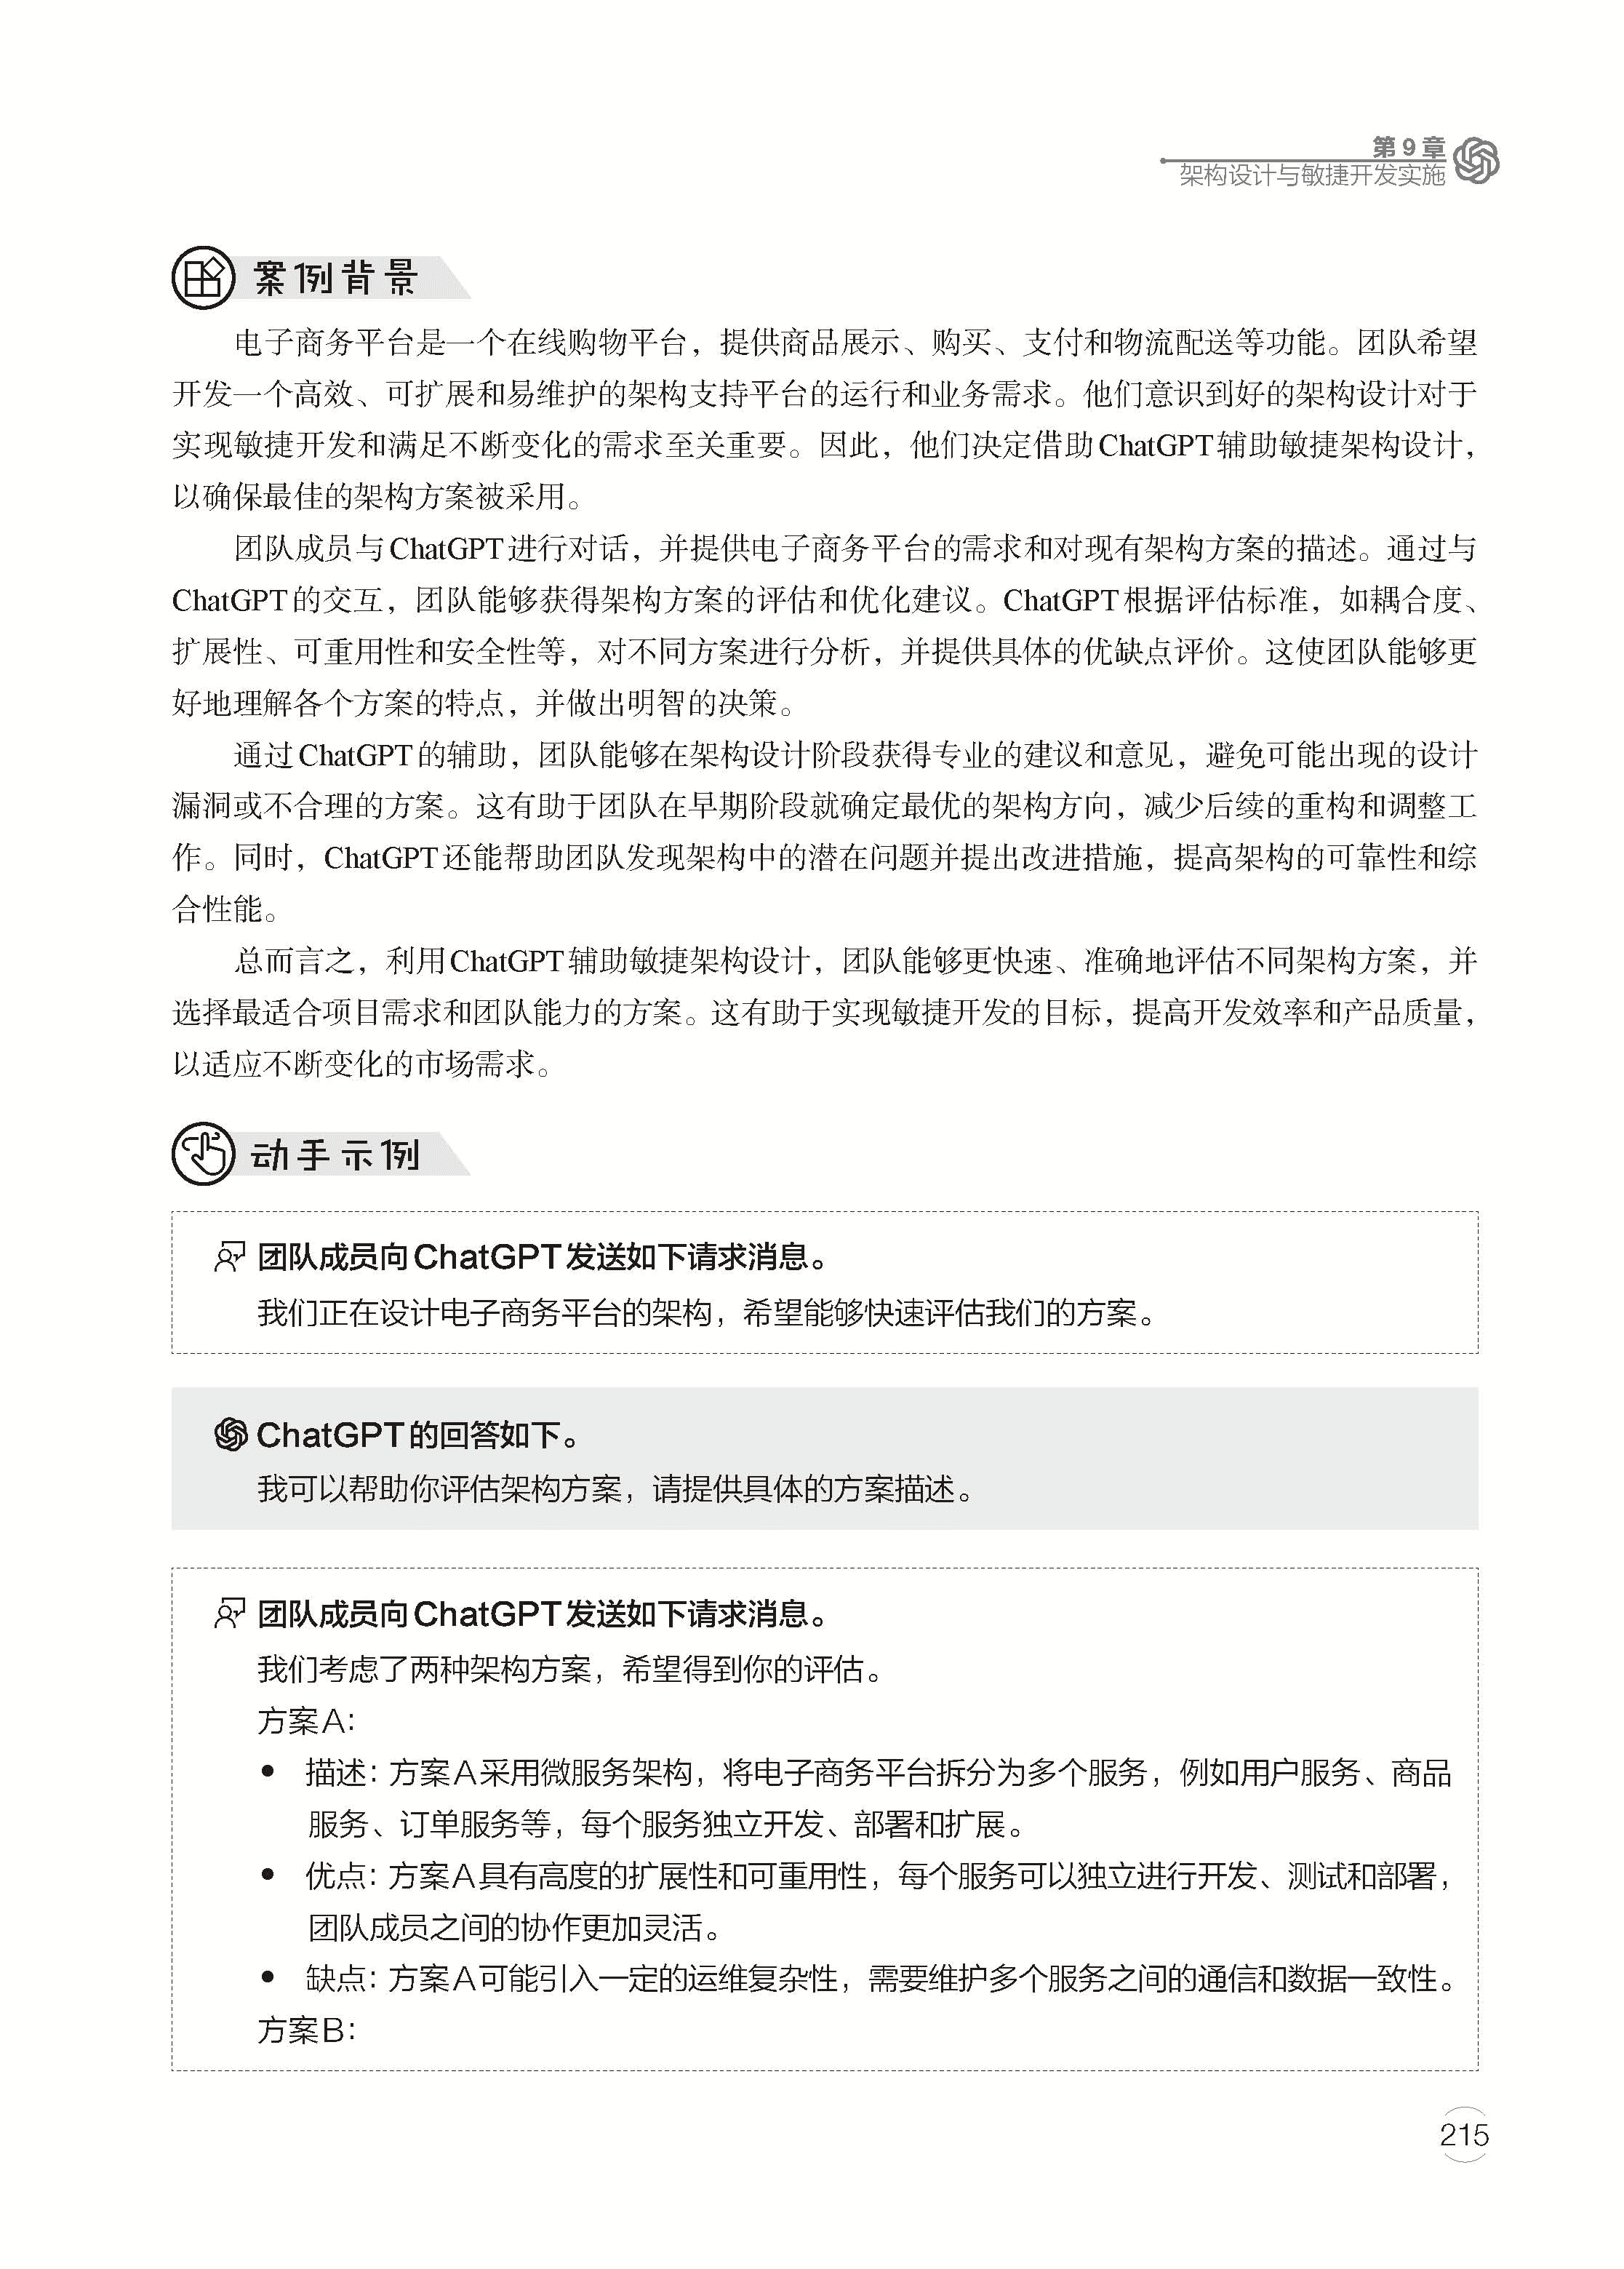 第9章
架构设计与敏捷开发实施
案例背景
电子商务平台是一个在线购物平台，提供商品展示、购买、支付和物流配送等功能。团队希望
开发一个高效、可扩展和易维护的架构支持平台的运行和业务需求。他们意识到好的架构设计对于
实现敏捷开发和满足不断变化的需求至关重要。因此，他们决定借助ChatGPT辅助敏捷架构设计，
以确保最佳的架构方案被采用。
团队成员与ChatGPT进行对话，并提供电子商务平台的需求和对现有架构方案的描述。通过与
ChatGPT的交互，团队能够获得架构方案的评估和优化建议。ChatGPT根据评估标准，如耦合度、
扩展性、可重用性和安全性等，对不同方案进行分析，并提供具体的优缺点评价。这使团队能够更
好地理解各个方案的特点，并做出明智的决策。
通过ChatGPT的辅助，团队能够在架构设计阶段获得专业的建议和意见，避免可能出现的设计
漏洞或不合理的方案。这有助于团队在早期阶段就确定最优的架构方向，减少后续的重构和调整工
作。同时，ChatGPT还能帮助团队发现架构中的潜在问题并提出改进措施，提高架构的可靠性和综
合性能。
总而言之，利用ChatGPT辅助敏捷架构设计，团队能够更快速、准确地评估不同架构方案，并
选择最适合项目需求和团队能力的方案。这有助于实现敏捷开发的目标，提高开发效率和产品质量，
以适应不断变化的市场需求。
动手示例
团队成员向ChatGPT发送如下请求消息。
我们正在设计电子商务平台的架构，希望能够快速评估我们的方案。
ChatGPT的回答如下。
我可以帮助你评估架构方案，请提供具体的方案描述。
团队成员向ChatGPT发送如下请求消息。
我们考虑了两种架构方案，希望得到你的评估。
方案A：
• 描述：方案A采用微服务架构，将电子商务平台拆分为多个服务，例如用户服务、商品
服务、订单服务等，每个服务独立开发、部署和扩展。
• 优点：方案A具有高度的扩展性和可重用性，每个服务可以独立进行开发、测试和部署，
团队成员之间的协作更加灵活。
• 缺点：方案A可能引入一定的运维复杂性，需要维护多个服务之间的通信和数据一致性。
方案B：
215